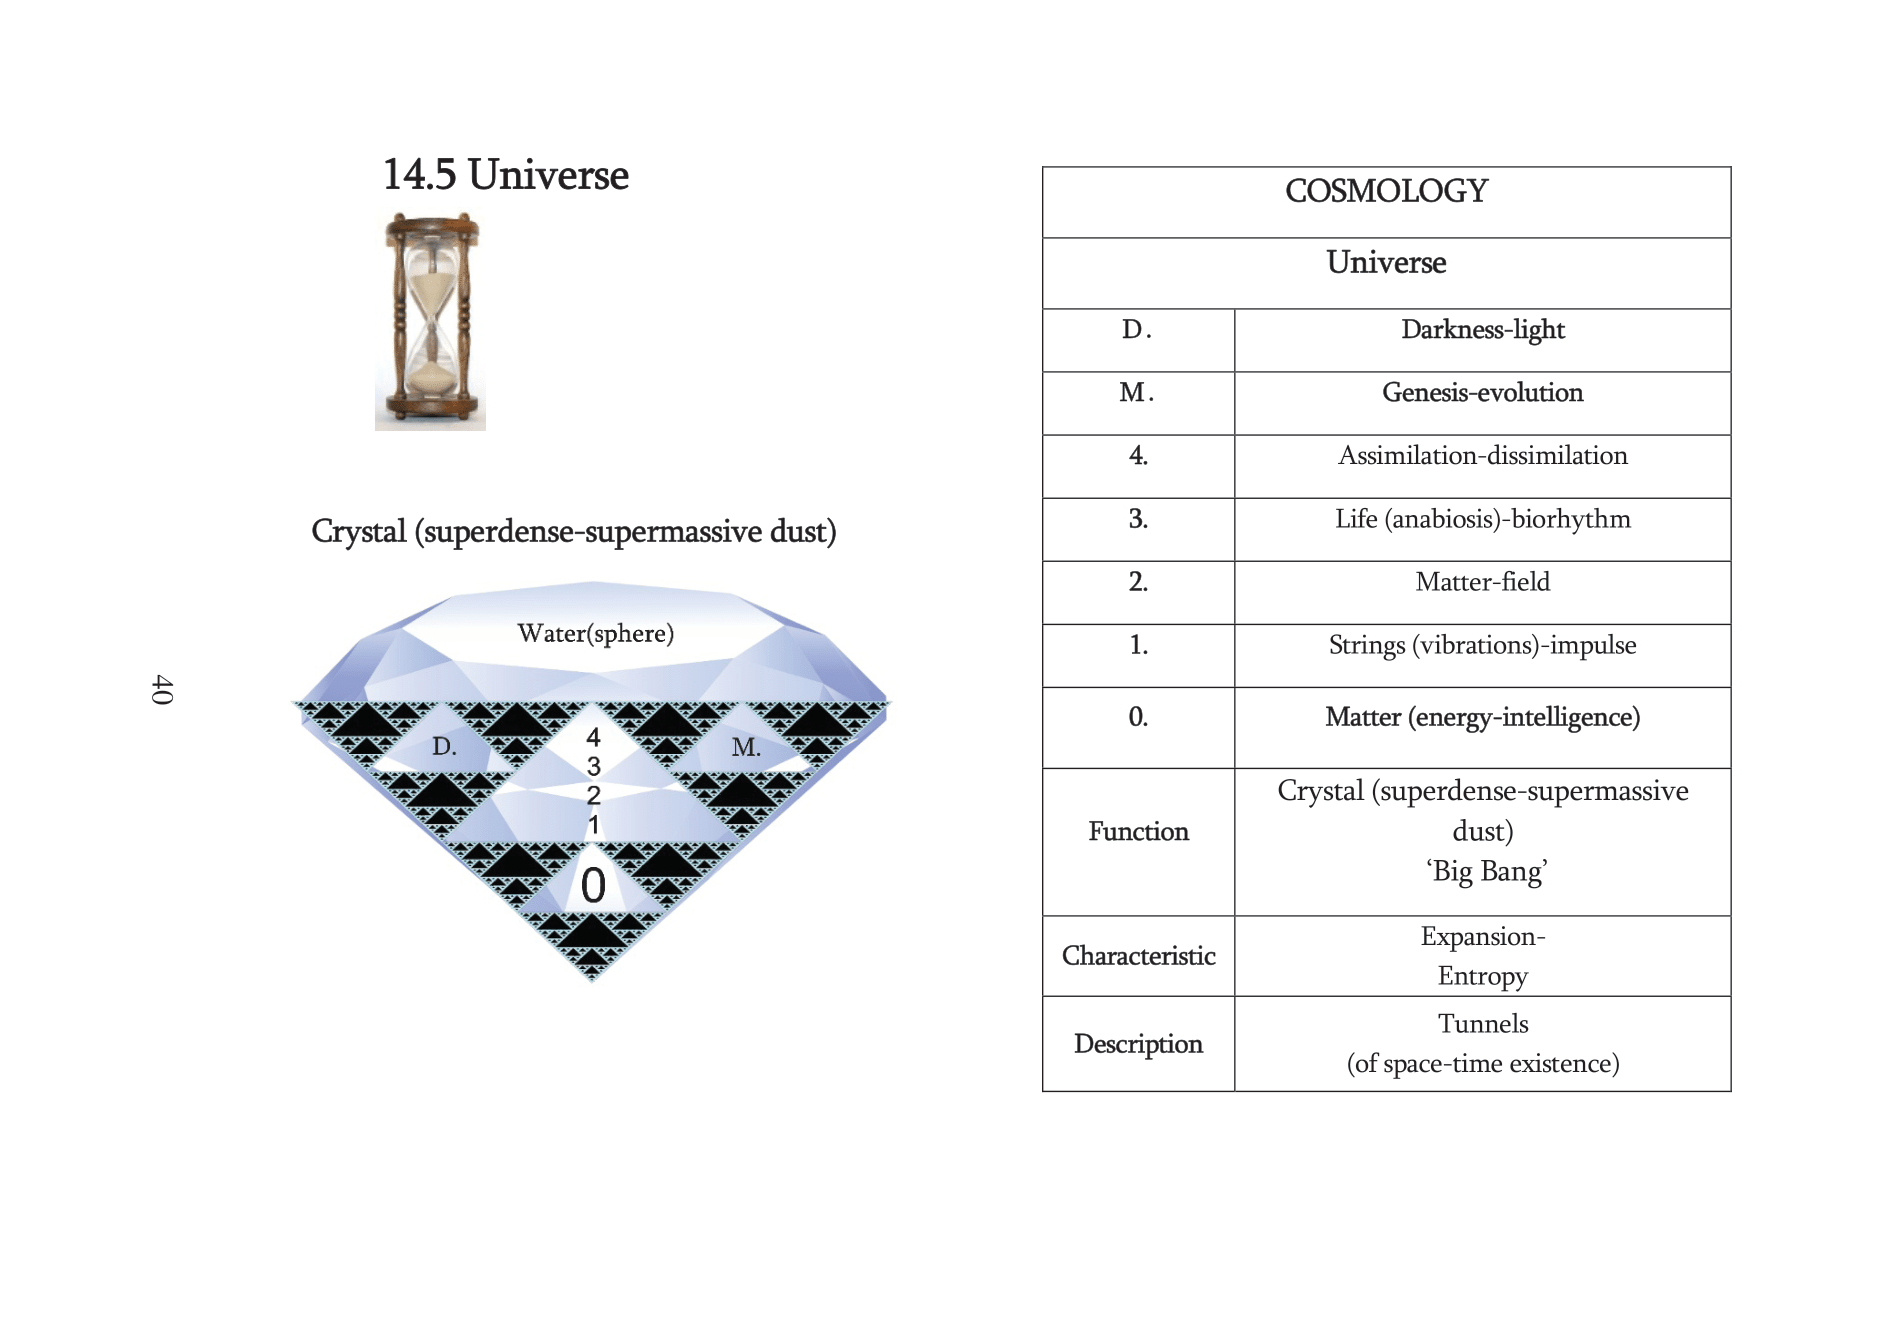 14.5 Universe
Crystal (superdense-supermassive dust)
Water(sphere)
D.
M.
4
3
2
1
0
40
COSMOLOGY
Universe
D. Darkness-light
M. Genesis-evolution
4. Assimilation-dissimilation
3. Life (anabiosis)-biorhythm
2. Matter-field
1. Strings (vibrations)-impulse
0. Matter (energy-intelligence)
Function
Crystal (superdense-supermassive
dust)
‘Big Bang’
Characteristic
Expansion-
Entropy
Description
Tunnels
(of space-time existence)